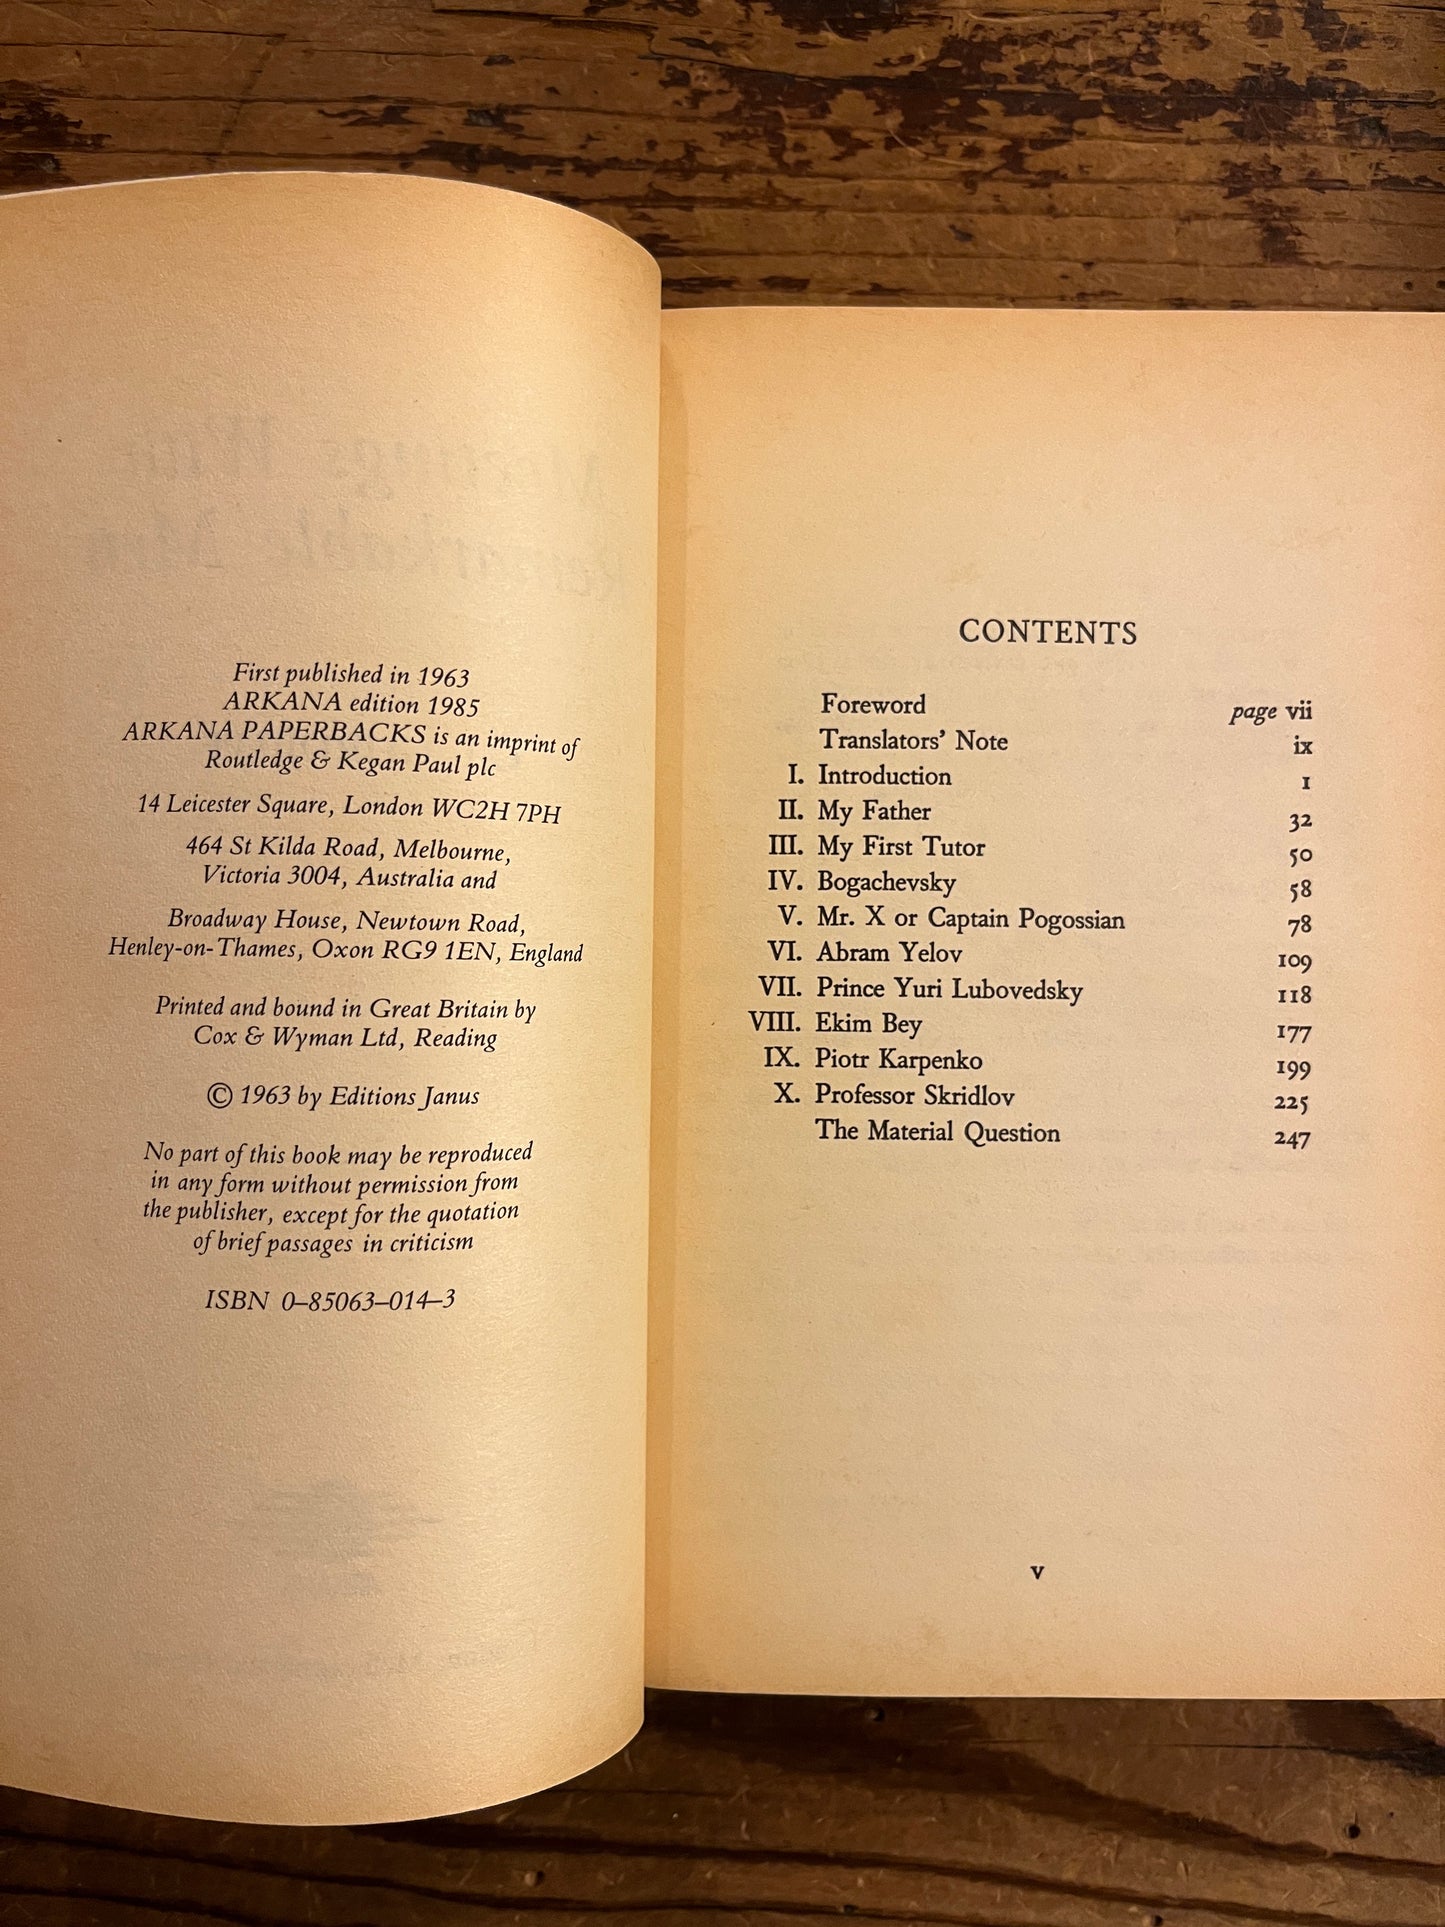 First published in 1963
ARKANA edition 1985
ARKANA PAPERBACKS is an imprint of
Routledge & Kegan Paul plc
14 Leicester Square, London WC2H 7PH
464 St Kilda Road, Melbourne,
Victoria 3004, Australia and
Broadway House, Newtown Road,
Henley-on-Thames, Oxon RG9 1EN, England
Printed and bound in Great Britain by
Cox & Wyman Ltd, Reading
© 1963 by Editions Janus
No part of this book may be reproduced
in any form without permission from
the publisher, except for the quotation
of brief passages in criticism
ISBN 0–85063–014–3
CONTENTS
Foreword page vii
Translators’ Note ix
I. Introduction 1
II. My Father 32
III. My First Tutor 50
IV. Bogachevsky 58
V. Mr. X or Captain Pogossian 78
VI. Abram Yelov 109
VII. Prince Yuri Lubovedsky 118
VIII. Ekim Bey 177
IX. Piotr Karpenko 199
X. Professor Skridlov 225
The Material Question 247
v